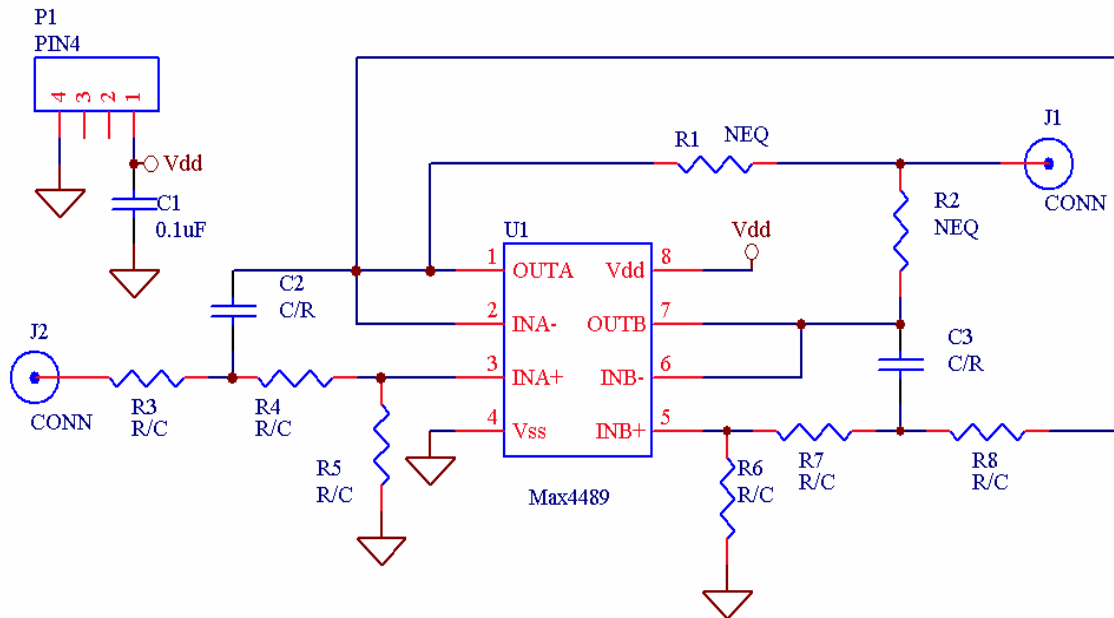 P1
PIN4
4 3 2 1
Vdd
C1
0.1uF
R1 NEQ
J1
CONN
R2
NEQ
U1
Vdd
1 OUTA Vdd 8
2 INA- OUTB 7
3 INA+ INB- 6
4 Vss INB+ 5
Max4489
C2
C/R
C3
C/R
J2
CONN
R3
R/C
R4
R/C
R5
R/C
R6
R/C
R7
R/C
R8
R/C